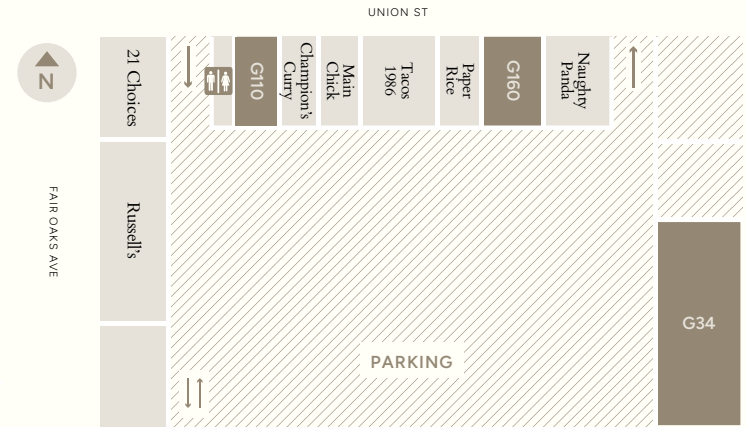 UNION ST
N
FAIR OAKS AVE
21 Choices
Russell's
G110
Champion's
Curry
Main
Chick
Tacos
1986
Paper
Rice
G160
Naughty
Panda
G34
PARKING